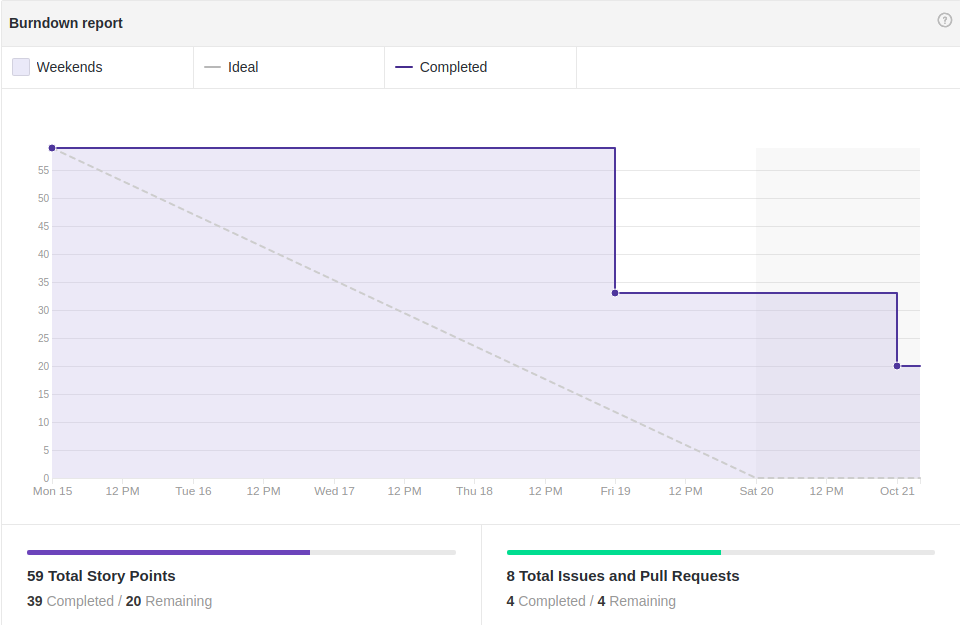 Burndown report
?
Weekends
Ideal
Completed
55
50
45
40
35
30
25
20
15
10
5
0
Mon 15 12 PM Tue 16 12 PM Wed 17 12 PM Thu 18 12 PM Fri 19 12 PM Sat 20 12 PM Oct 21
59 Total Story Points
39 Completed / 20 Remaining
8 Total Issues and Pull Requests
4 Completed / 4 Remaining